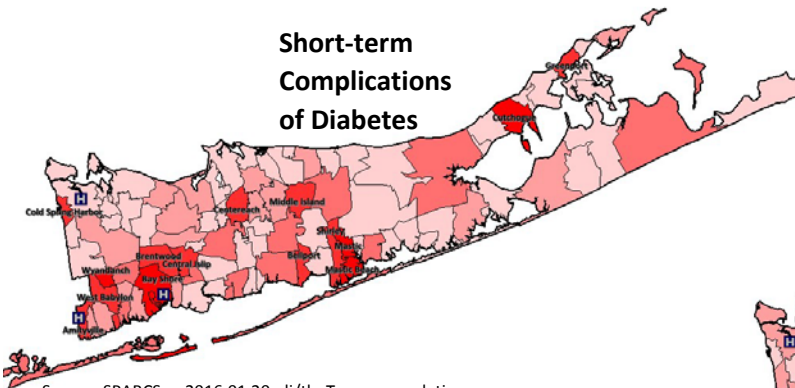 Short-term
Complications
of Diabetes
Greenport
Cutchogue
Cold Spring Harbor
H
Centereach
Middle Island
Shirley
Mastic
Brentwood
Central Islip
Bellport
Mastic Beach
Wyandanch
Bay Shore
West Babylon
H
H
Amityville
H